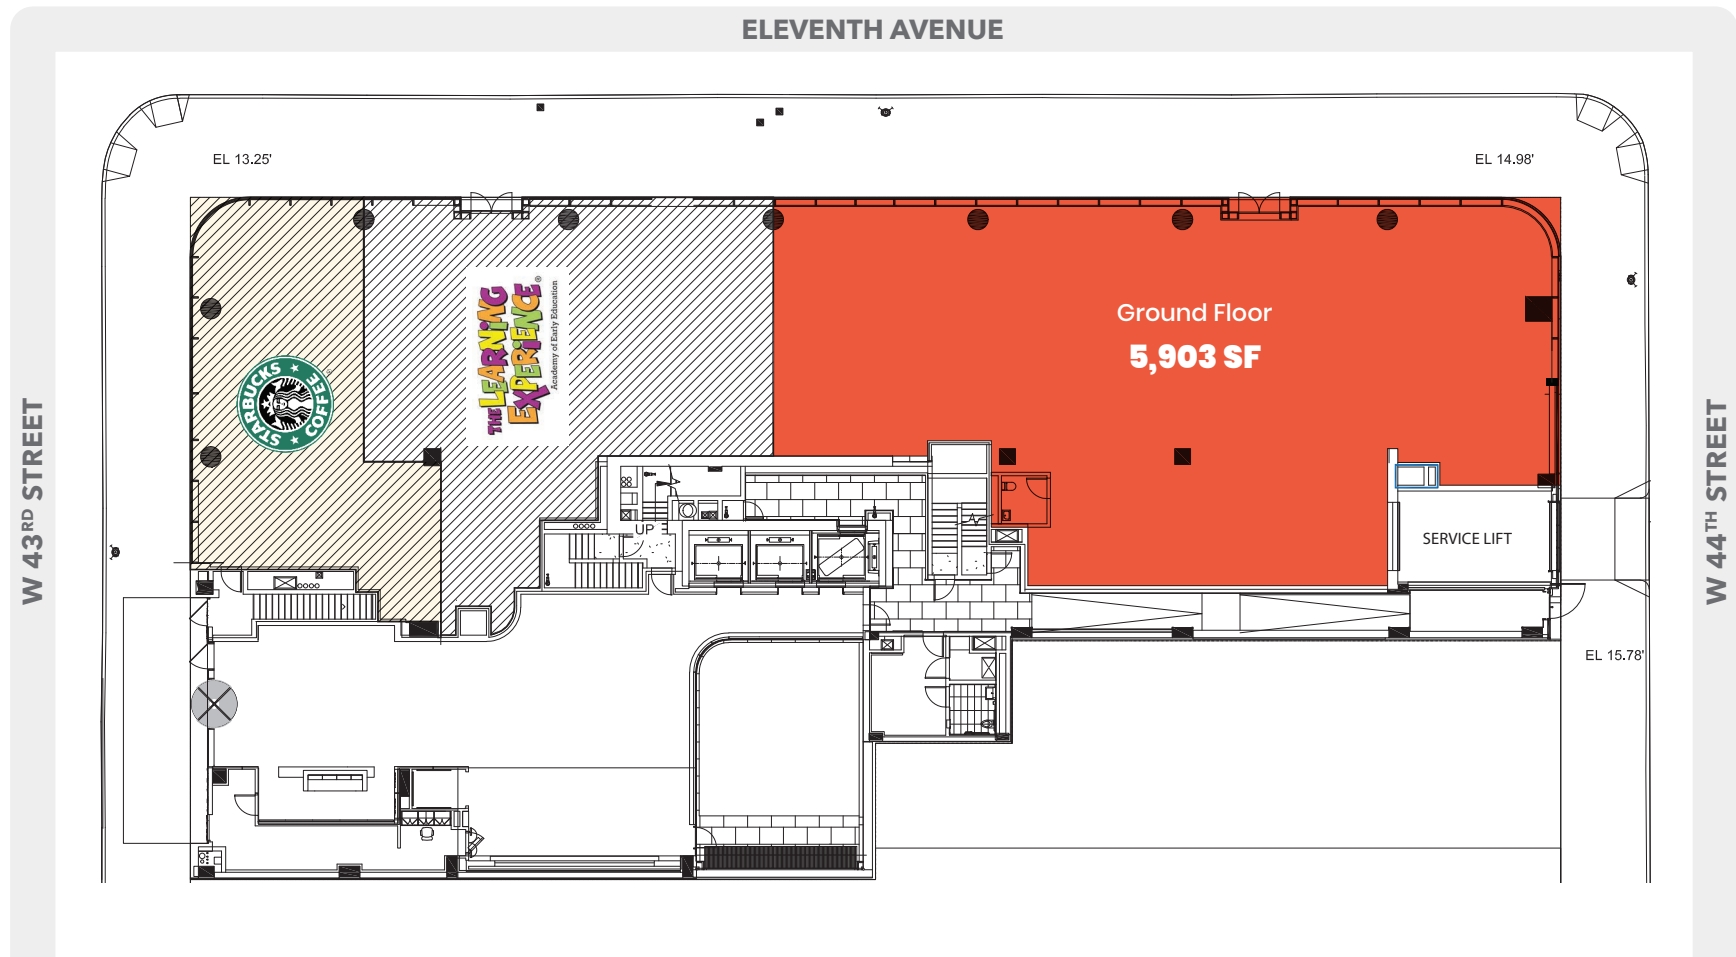 ELEVENTH AVENUE
EL 13.25'
EL 14.98'
Ground Floor
5,903 SF
THE LEARNING
EXPERIENCE®
Academy of Early Education
STARBUCKS
COFFEE
W 43RD STREET
W 44TH STREET
UP
SERVICE LIFT
EL 15.78'